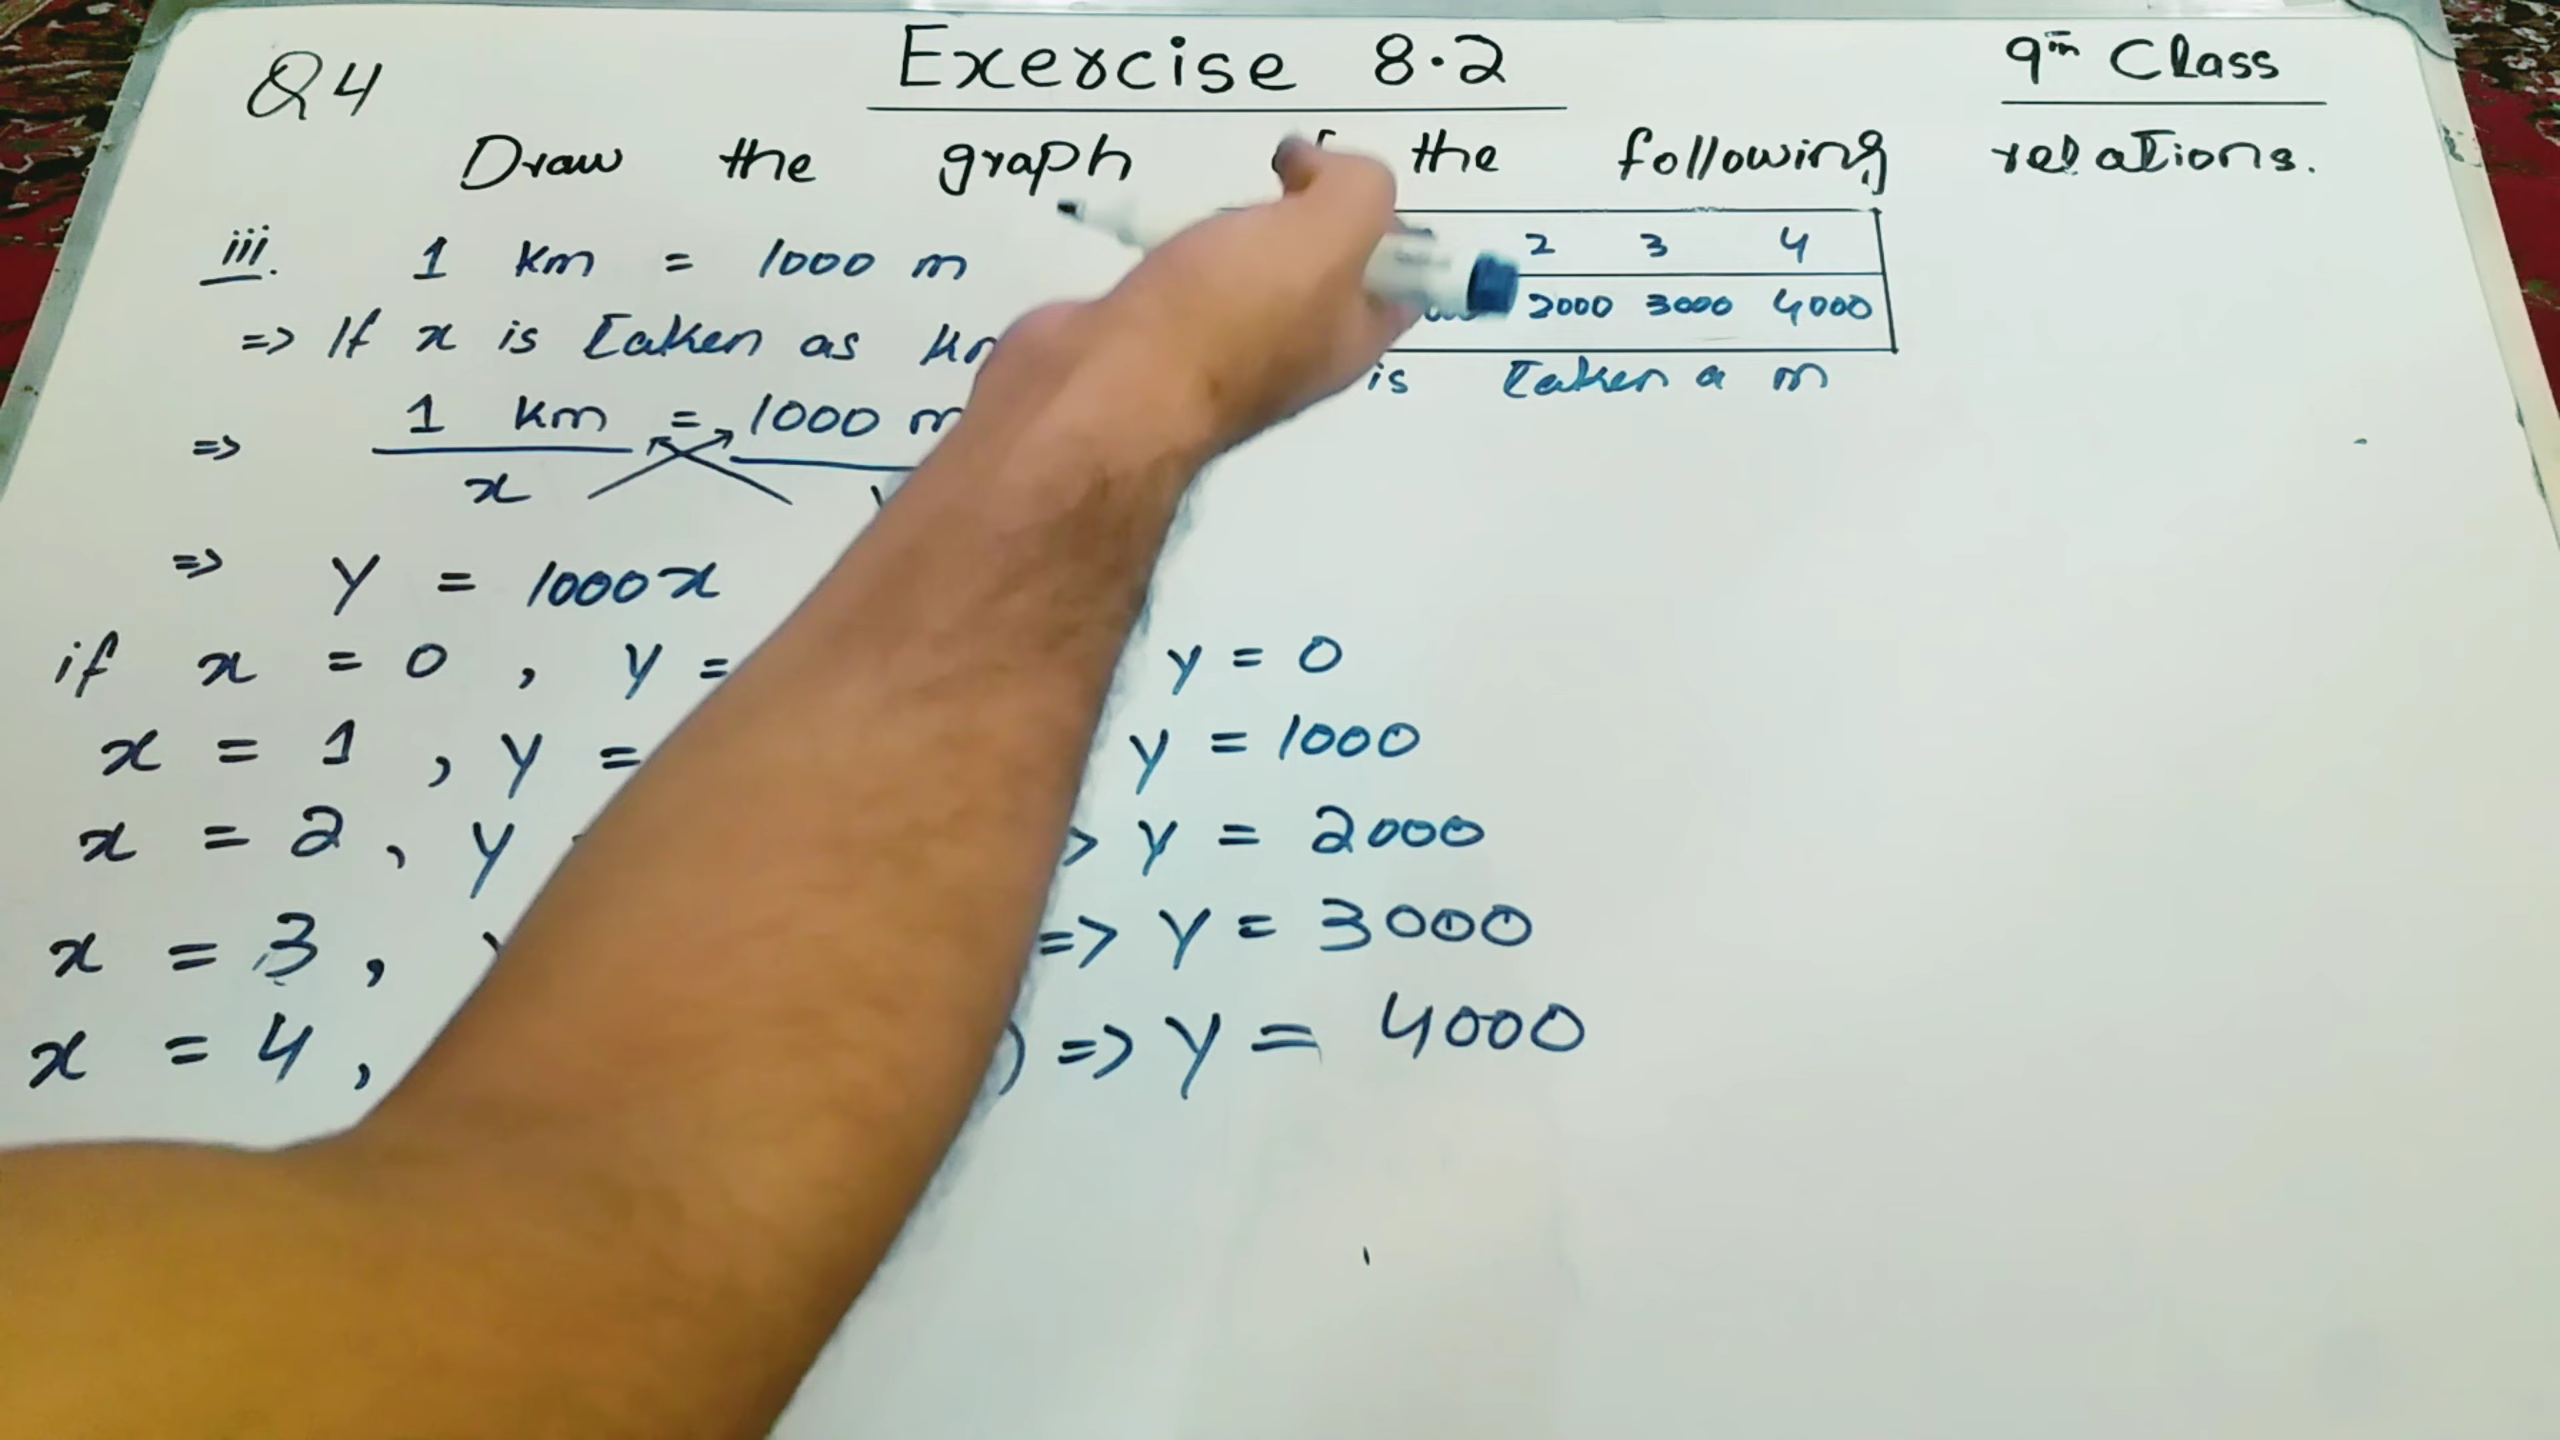 Q4
Exercise 8.2
9th Class
Draw the graph of the following relations.
iii. 1 km = 1000 m
2 3 4
2000 3000 4000
=> If x is taken as
is taken a m
=> 1 km = 1000 m
x
=> y = 1000x
if x = 0 , y = y = 0
x = 1 , y = y = 1000
x = 2 , y > y = 2000
x = 3 , => y = 3000
x = 4 , ) => y = 4000